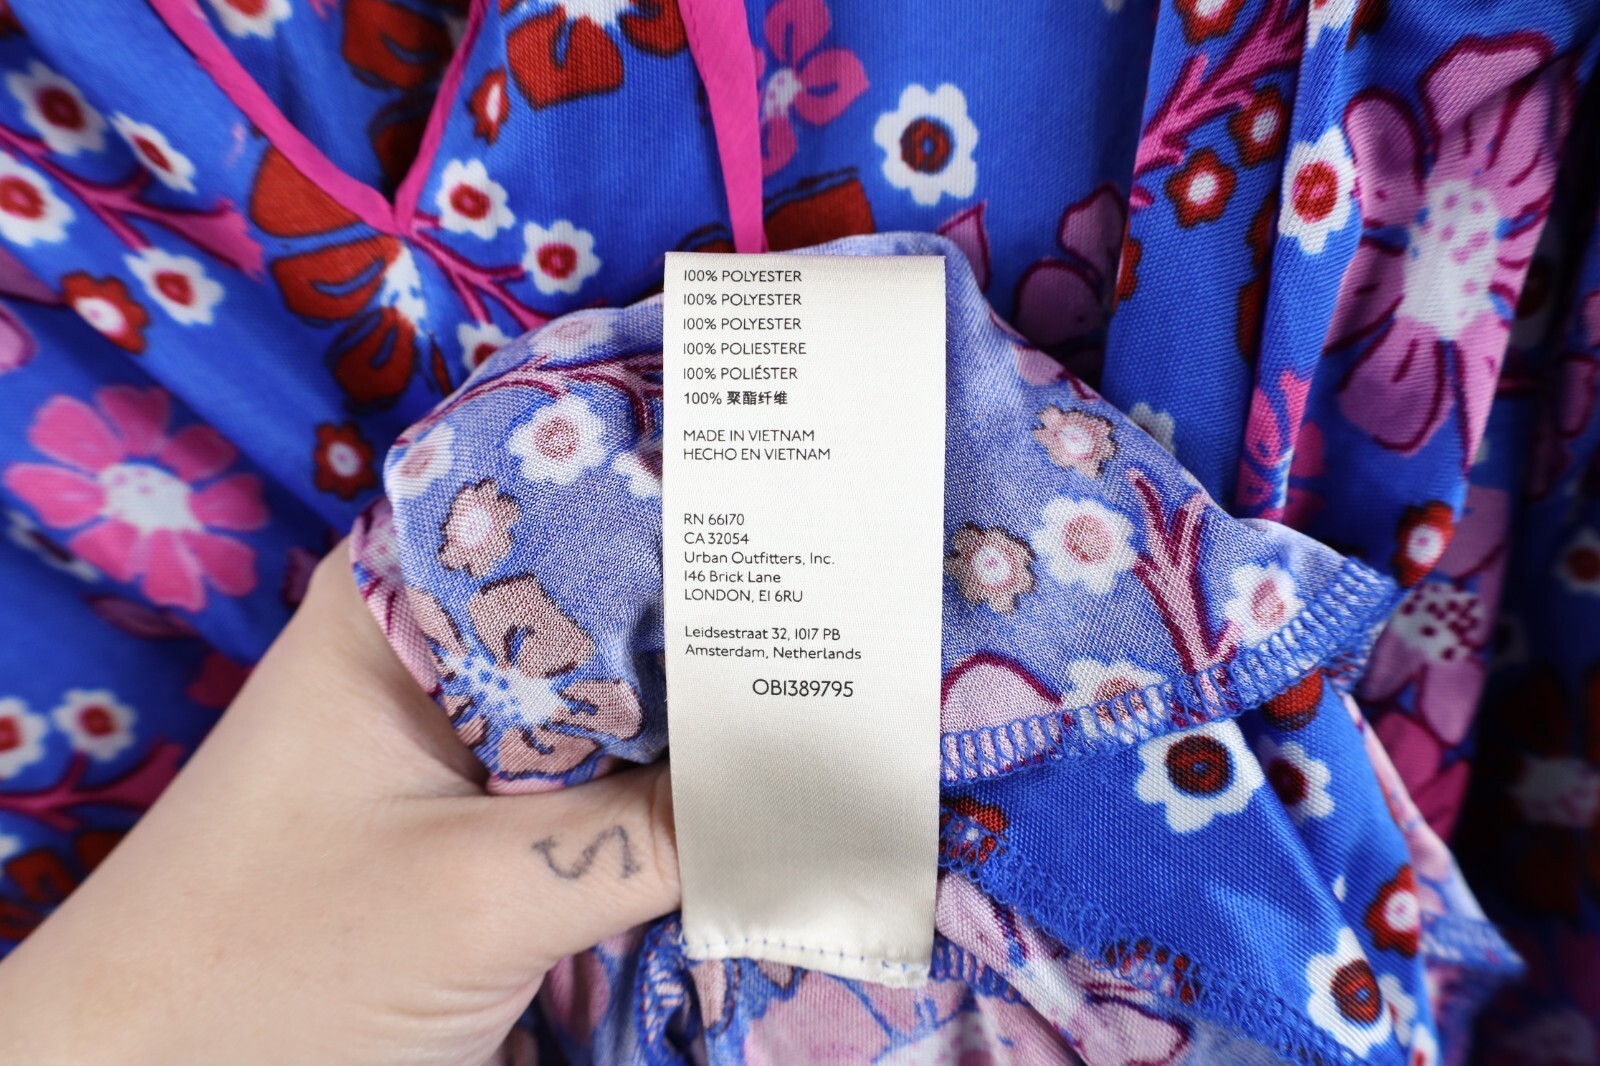 100% POLYESTER
100% POLYESTER
100% POLYESTER
100% POLIESTERE
100% POLIÉSTER
100% 聚酯纤维
MADE IN VIETNAM
HECHO EN VIETNAM
RN 66170
CA 32054
Urban Outfitters, Inc.
146 Brick Lane
LONDON, E1 6RU
Leidsestraat 32, 1017 PB
Amsterdam, Netherlands
OB1389795